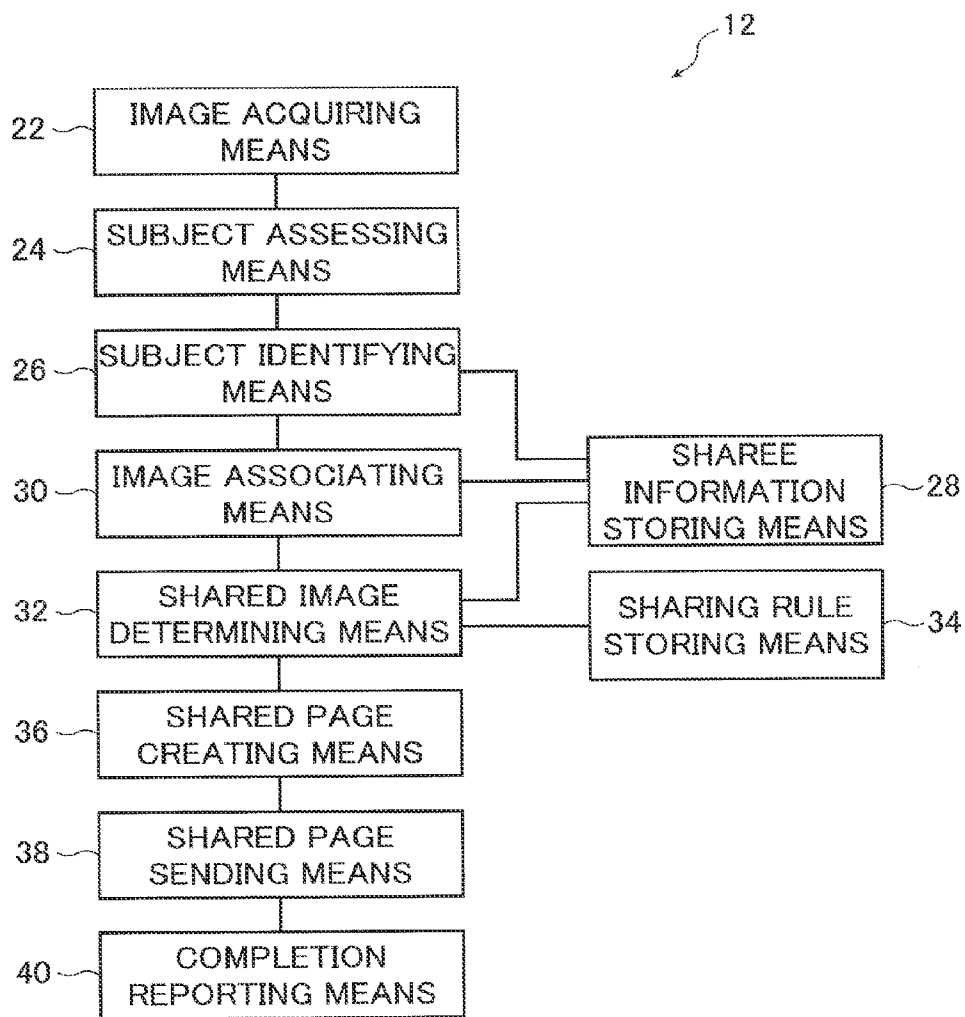 12
22
IMAGE ACQUIRING
MEANS
24
SUBJECT ASSESSING
MEANS
26
SUBJECT IDENTIFYING
MEANS
30
IMAGE ASSOCIATING
MEANS
SHAREE
INFORMATION
STORING MEANS
28
32
SHARED IMAGE
DETERMINING MEANS
SHARING RULE
STORING MEANS
34
36
SHARED PAGE
CREATING MEANS
38
SHARED PAGE
SENDING MEANS
40
COMPLETION
REPORTING MEANS